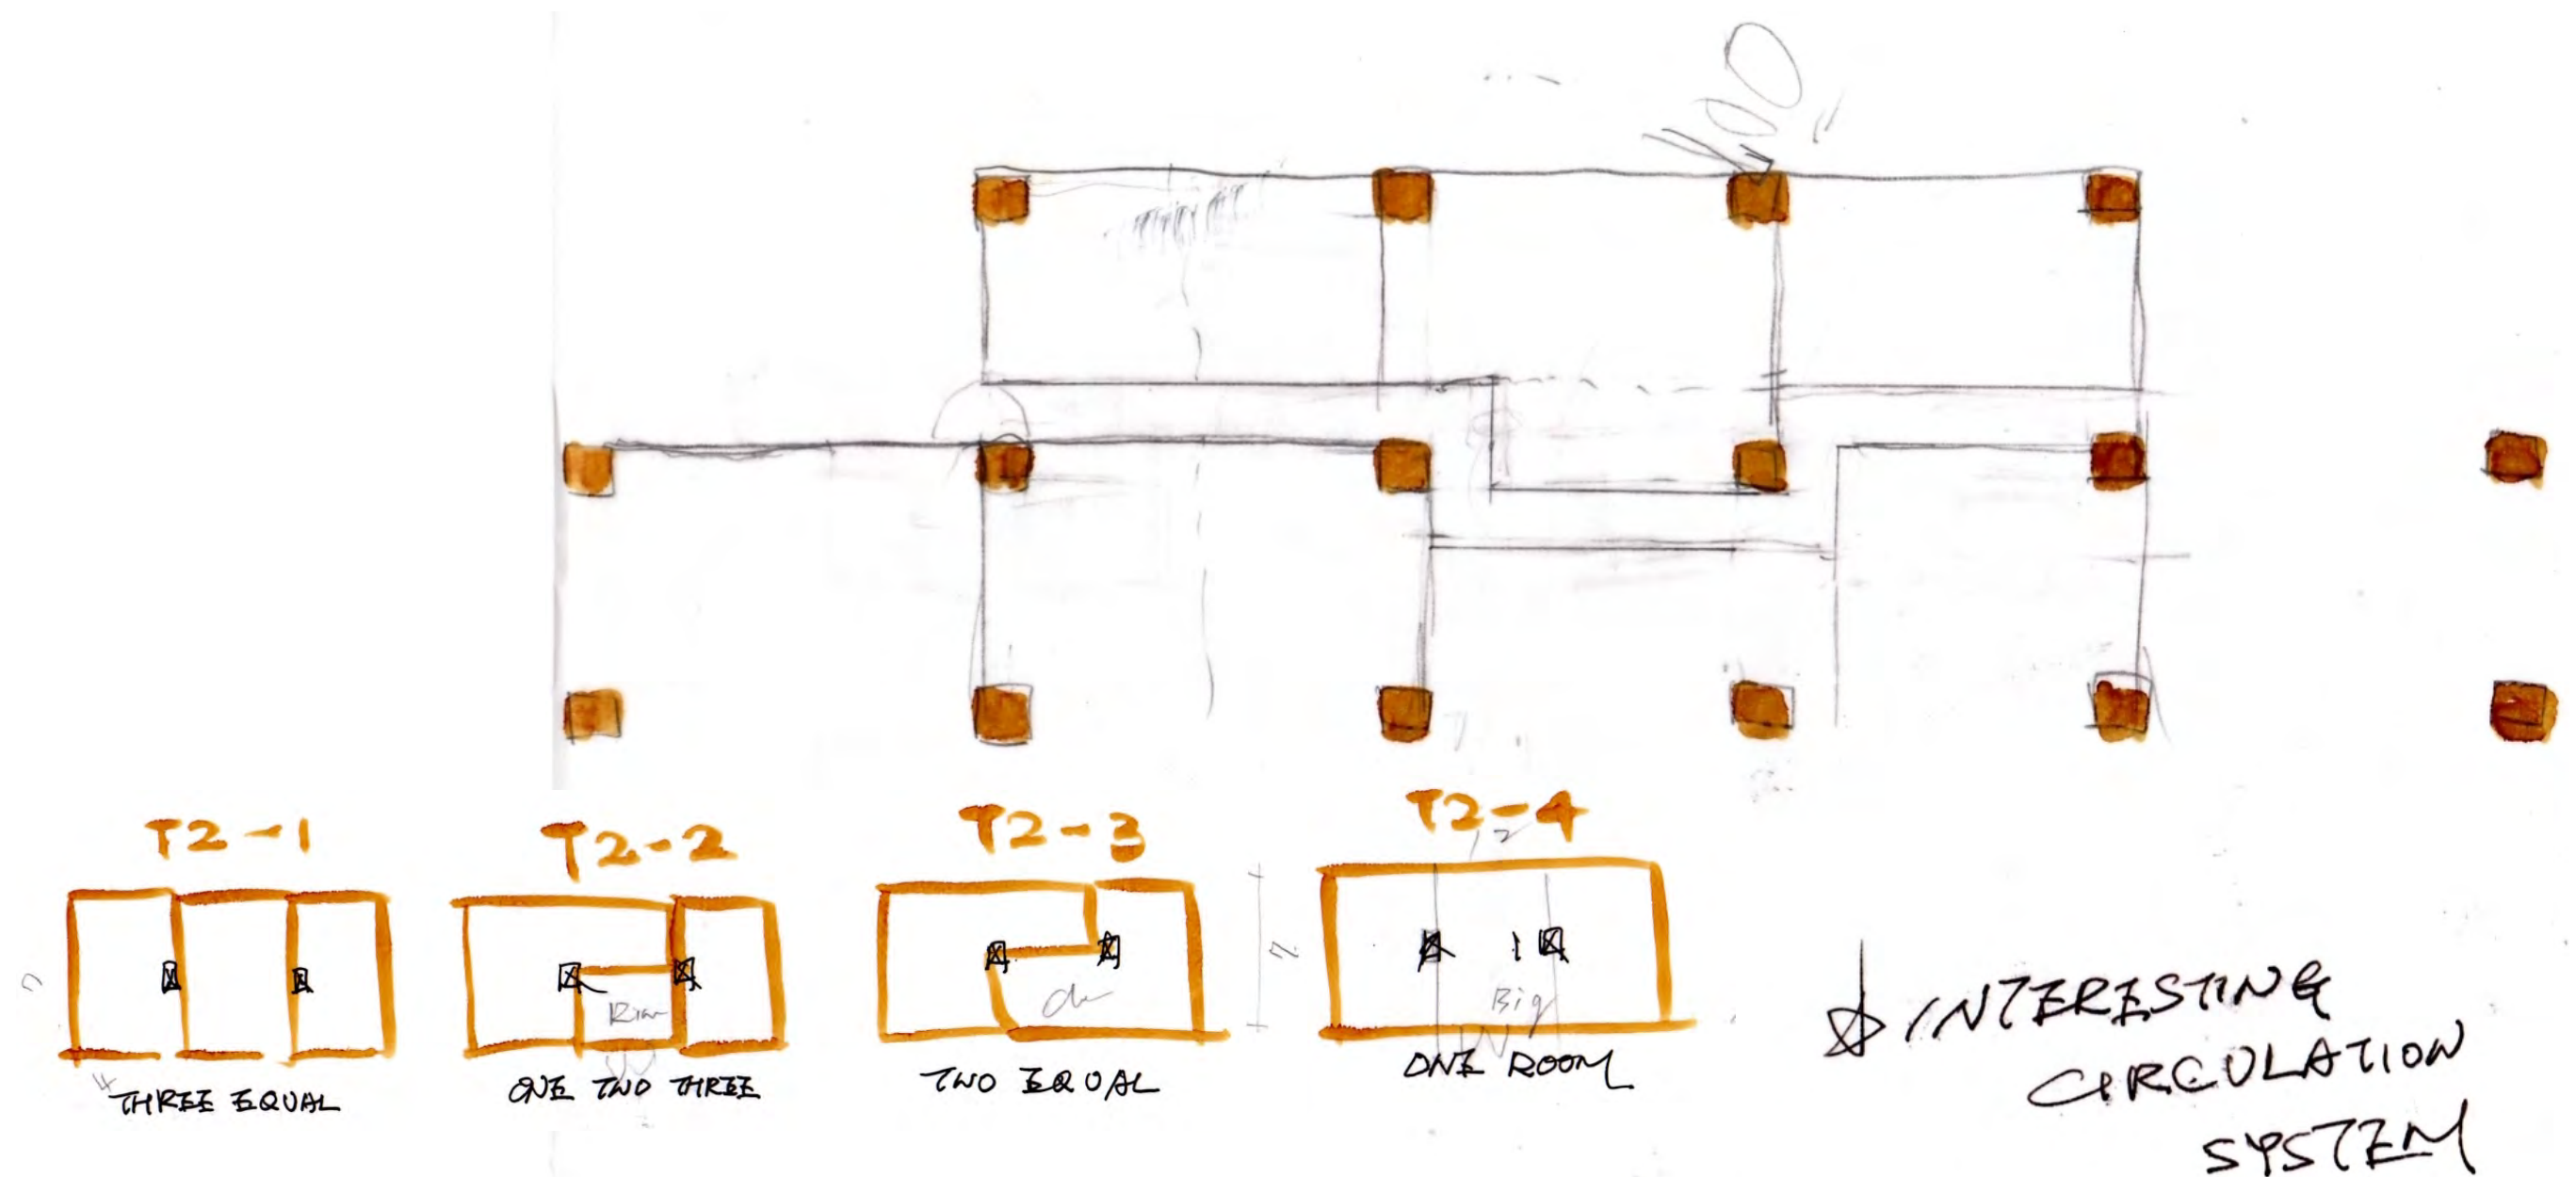 T2-1
T2-2
T2-3
T2-4
Big
THREE EQUAL
ONE TWO THREE
TWO EQUAL
ONE ROOM
INTERESTING
CIRCULATION
SYSTEM